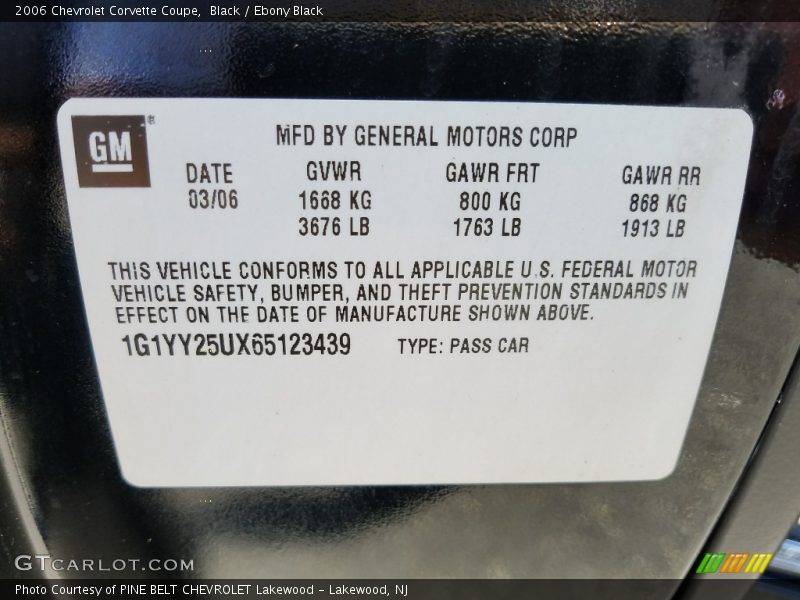 2006 Chevrolet Corvette Coupe, Black / Ebony Black
GM®
MFD BY GENERAL MOTORS CORP
DATE GVWR GAWR FRT GAWR RR
03/06 1668 KG 800 KG 868 KG
3676 LB 1763 LB 1913 LB
THIS VEHICLE CONFORMS TO ALL APPLICABLE U.S. FEDERAL MOTOR
VEHICLE SAFETY, BUMPER, AND THEFT PREVENTION STANDARDS IN
EFFECT ON THE DATE OF MANUFACTURE SHOWN ABOVE.
1G1YY25UX65123439 TYPE: PASS CAR
GTCARLOT.COM
Photo Courtesy of PINE BELT CHEVROLET Lakewood - Lakewood, NJ